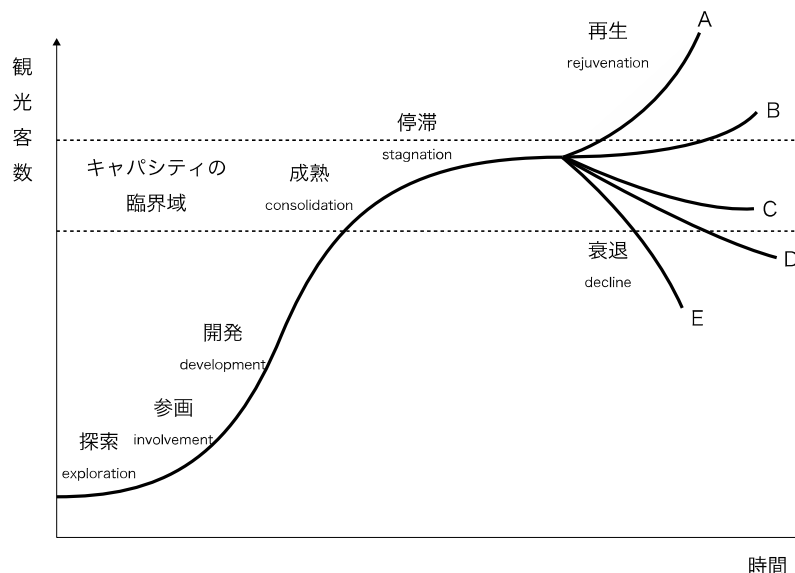 再生
rejuvenation
A
B
観光客数
停滞
stagnation
キャパシティの
臨界域
成熟
consolidation
C
衰退
decline
D
E
開発
development
参画
involvement
探索
exploration
時間